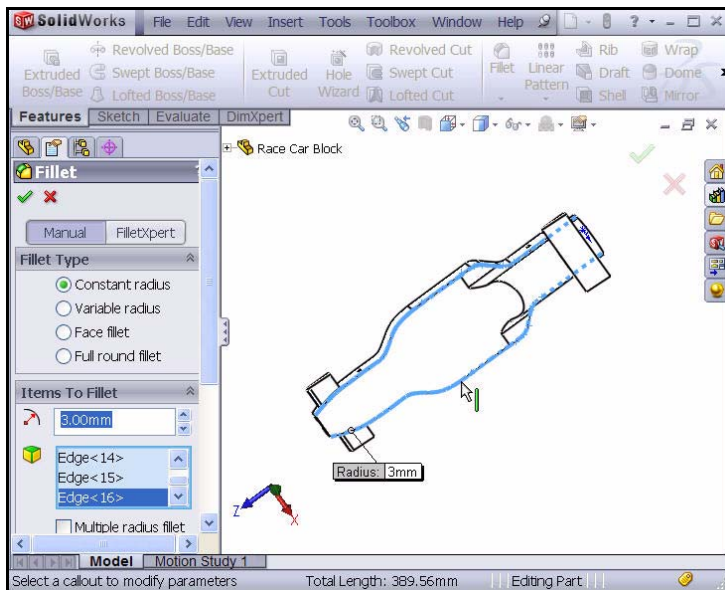 SolidWorks File Edit View Insert Tools Toolbox Window Help ?
Extruded Boss/Base
Revolved Boss/Base
Swept Boss/Base
Lofted Boss/Base
Extruded Cut
Hole Wizard
Revolved Cut
Swept Cut
Lofted Cut
Fillet
Linear Pattern
Rib
Draft
Shell
Wrap
Dome
Mirror
Features Sketch Evaluate DimXpert
Race Car Block
Fillet
Manual FilletXpert
Fillet Type
Constant radius
Variable radius
Face fillet
Full round fillet
Items To Fillet
3.00mm
Edge<14>
Edge<15>
Edge<16>
Multiple radius fillet
Radius: 3mm
Z X
Model Motion Study 1
Select a callout to modify parameters Total Length: 389.56mm Editing Part